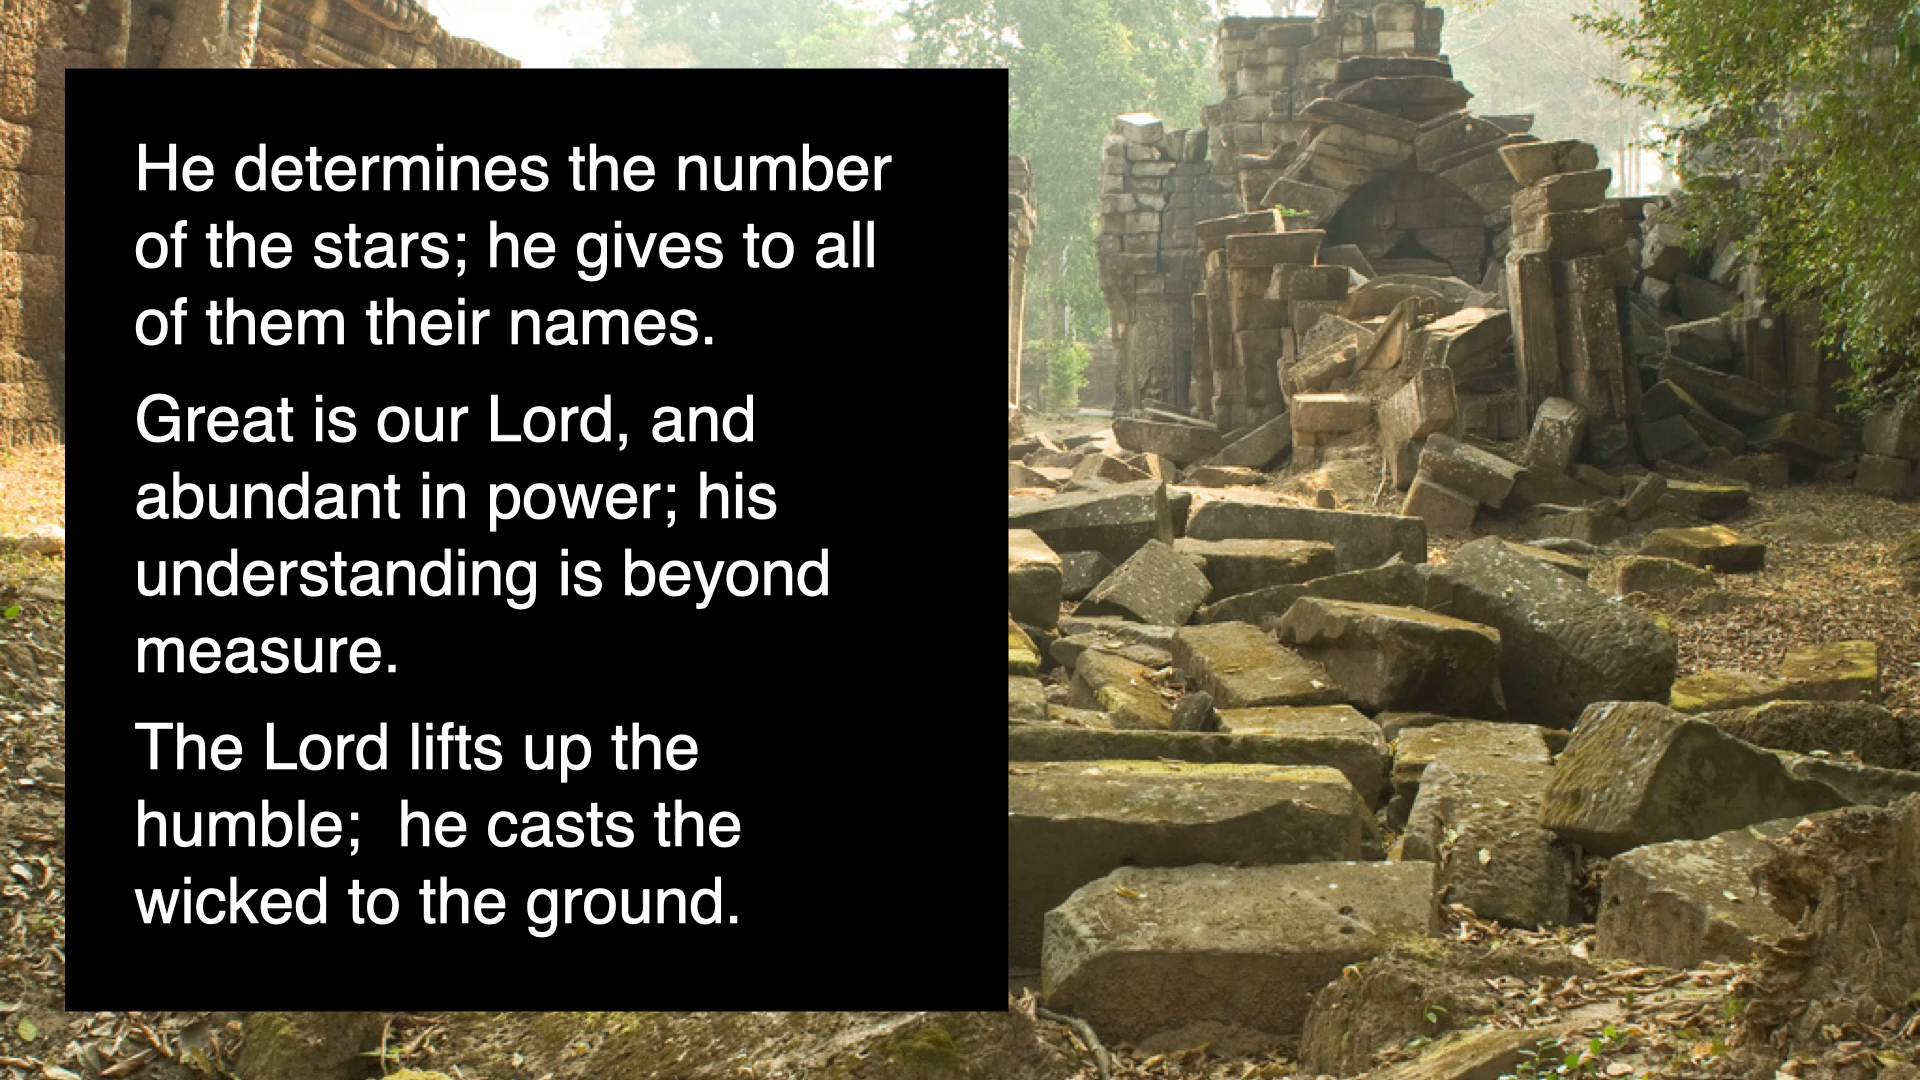 He determines the number
of the stars; he gives to all
of them their names.
Great is our Lord, and
abundant in power; his
understanding is beyond
measure.
The Lord lifts up the
humble;  he casts the
wicked to the ground.